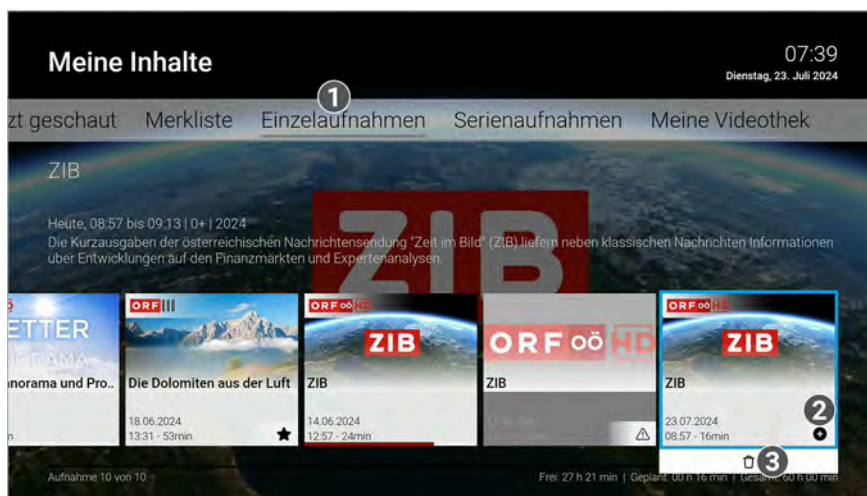 Meine Inhalte
07:39
Dienstag, 23. Juli 2024
1
zt geschaut Merkliste Einzelaufnahmen Serienaufnahmen Meine Videothek
ZIB
Heute, 08:57 bis 09:13 | 0+ | 2024
Die Kurzausgaben der österreichischen Nachrichtensendung "Zeit im Bild" (ZIB) liefern neben klassischen Nachrichten Informationen
über Entwicklungen auf den Finanzmärkten und Expertenanalysen.
ZIB
ETTER
ORF III
ORF oö HD
ZIB
ORF oö HD
ORF oö HD
ZIB
norama und Pro..
Die Dolomiten aus der Luft
ZIB
ZIB
ZIB
18.06.2024
13:31 - 53min
14.06.2024
12:57 - 24min
23.07.2024
08:57 - 16min
2
3
Aufnahme 10 von 10
Frei: 27 h 21 min | Geplant: 00 h 16 min | Gesamt: 60 h 00 min